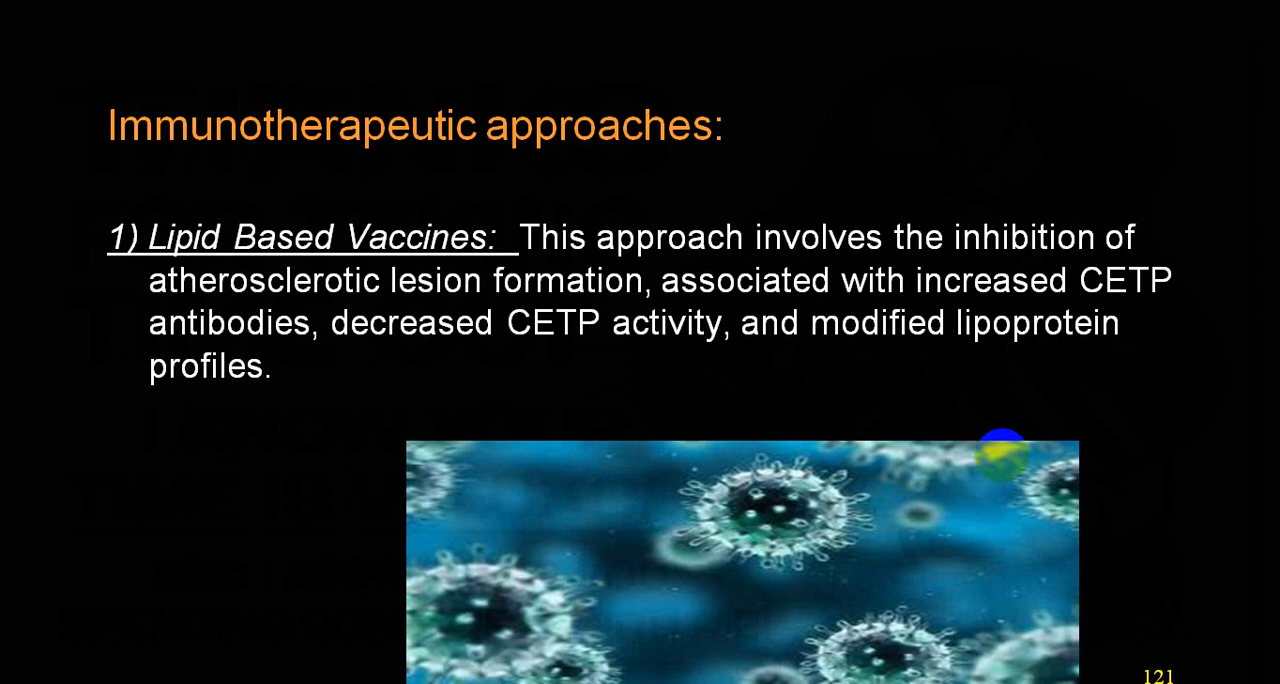 Immunotherapeutic approaches:
1) Lipid Based Vaccines: This approach involves the inhibition of
atherosclerotic lesion formation, associated with increased CETP
antibodies, decreased CETP activity, and modified lipoprotein
profiles.
121